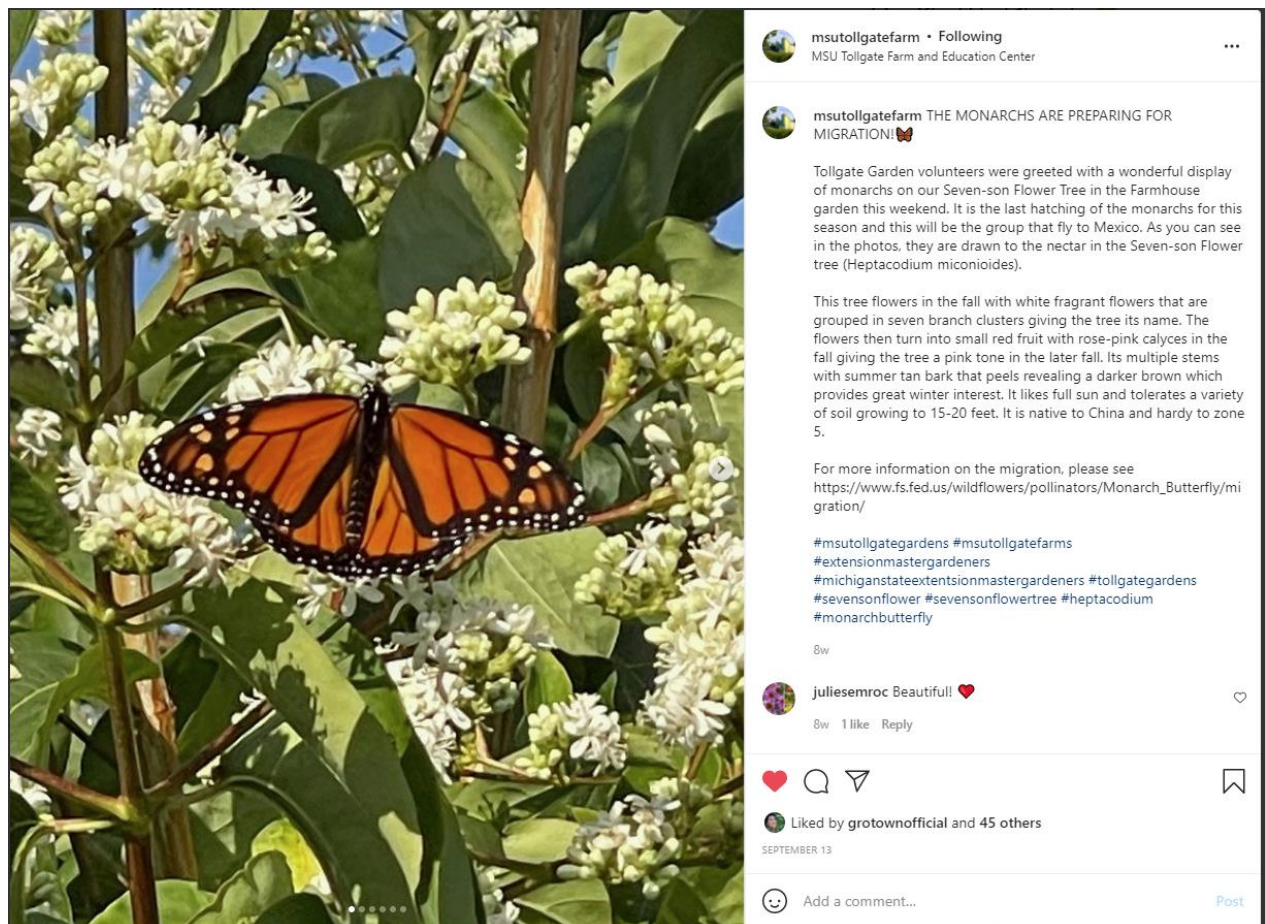 msutollgatefarm • Following
MSU Tollgate Farm and Education Center
msutollgatefarm THE MONARCHS ARE PREPARING FOR
MIGRATION!🦋
Tollgate Garden volunteers were greeted with a wonderful display
of monarchs on our Seven-son Flower Tree in the Farmhouse
garden this weekend. It is the last hatching of the monarchs for this
season and this will be the group that fly to Mexico. As you can see
in the photos, they are drawn to the nectar in the Seven-son Flower
tree (Heptacodium miconioides).
This tree flowers in the fall with white fragrant flowers that are
grouped in seven branch clusters giving the tree its name. The
flowers then turn into small red fruit with rose-pink calyces in the
fall giving the tree a pink tone in the later fall. Its multiple stems
with summer tan bark that peels revealing a darker brown which
provides great winter interest. It likes full sun and tolerates a variety
of soil growing to 15-20 feet. It is native to China and hardy to zone
5.
For more information on the migration, please see
https://www.fs.fed.us/wildflowers/pollinators/Monarch_Butterfly/mi
gration/
#msutollgategardens #msutollgatefarms
#extensionmastergardeners
#michiganstateextentsionmastergardeners #tollgategardens
#sevensonflower #sevensonflowertree #heptacodium
#monarchbutterfly
8w
juliesemroc Beautiful! ❤️
8w 1 like Reply
Liked by grotownofficial and 45 others
SEPTEMBER 13
Add a comment... Post